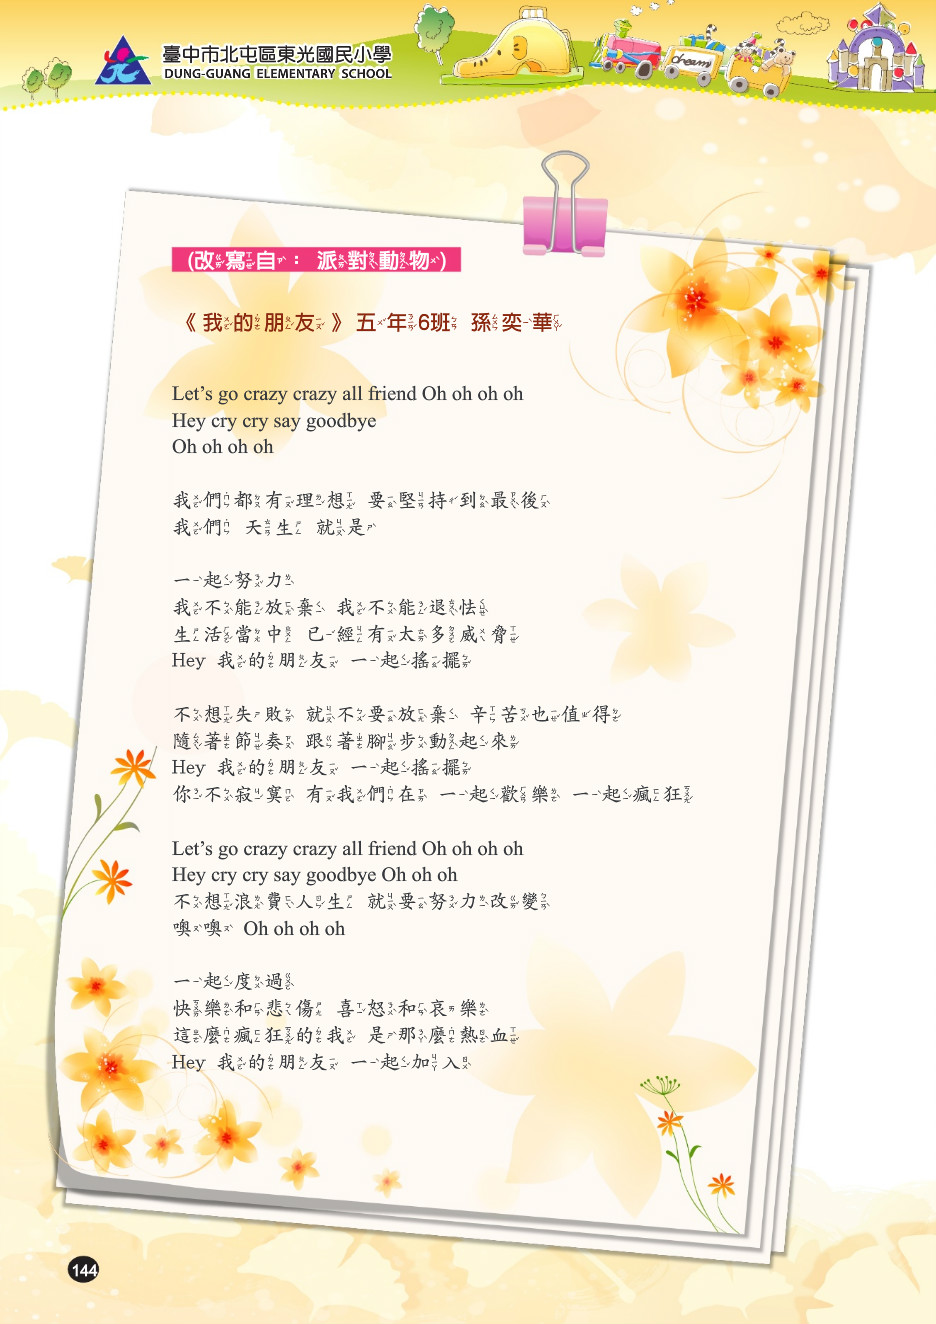 臺中市北屯區東光國民小學
DUNG-GUANG ELEMENTARY SCHOOL
dream
(改寫自： 派對動物)
《 我的朋友 》 五年6班 孫奕華
Let’s go crazy crazy all friend Oh oh oh oh
Hey cry cry say goodbye
Oh oh oh oh
我們都有理想 要堅持到最後
我們 天生 就是
一起努力
我不能放棄 我不能退怯
生活當中 已經有太多威脅
Hey 我的朋友 一起搖擺
不想失敗 就不要放棄 辛苦也值得
隨著節奏 跟著腳步動起來
Hey 我的朋友 一起搖擺
你不寂寞 有我們在 一起歡樂 一起瘋狂
Let’s go crazy crazy all friend Oh oh oh oh
Hey cry cry say goodbye Oh oh oh
不想浪費人生 就要努力改變
噢噢 Oh oh oh oh
一起度過
快樂和悲傷 喜怒和哀樂
這麼瘋狂的我 是那麼熱血
Hey 我的朋友 一起加入
144